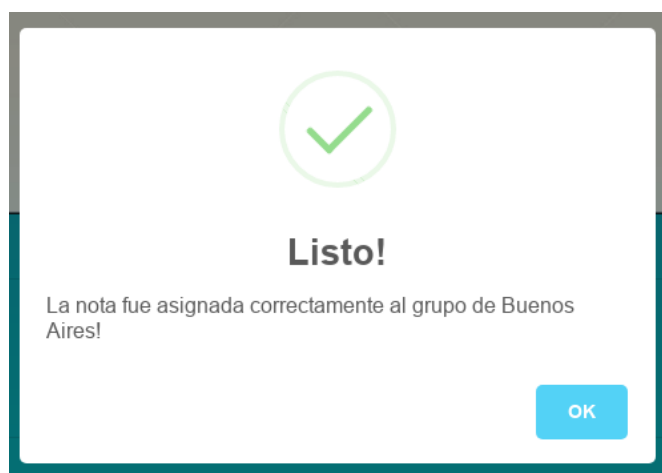 Listo!
La nota fue asignada correctamente al grupo de Buenos
Aires!
OK